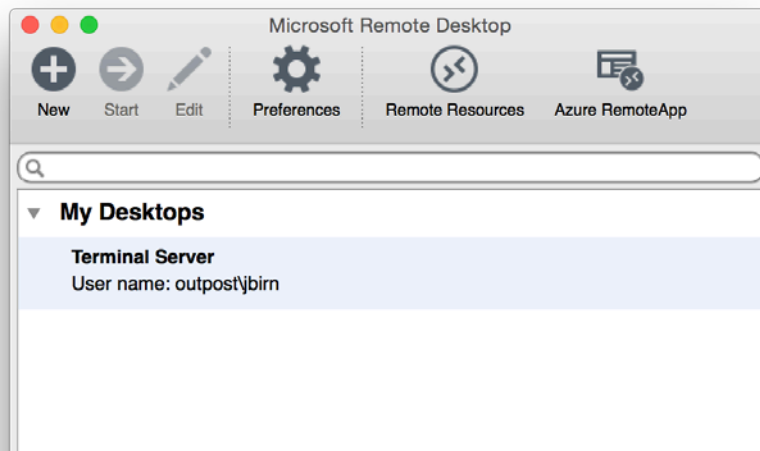 Microsoft Remote Desktop
New Start Edit Preferences Remote Resources Azure RemoteApp
My Desktops
Terminal Server
User name: outpost\jbirn